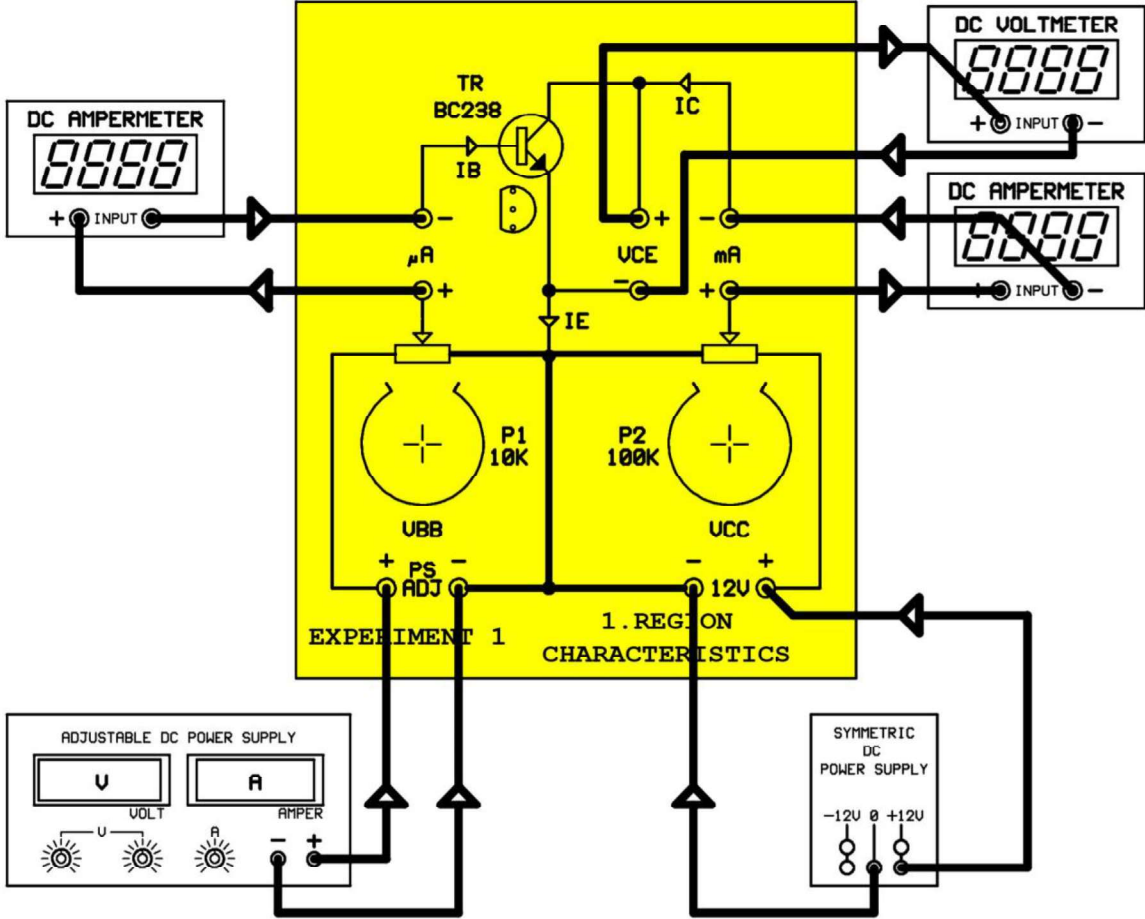 DC VOLTMETER
8888
+ INPUT -
DC AMPERMETER
8888
+ INPUT
TR
BC238
IC
IB
- + -
µA VCE mA
+ - +
IE
DC AMPERMETER
8888
+ INPUT -
P1
10K
P2
100K
VBB
VCC
+ - - +
PS
ADJ
12V
EXPERIMENT 1
1.REGION
CHARACTERISTICS
ADJUSTABLE DC POWER SUPPLY
V A
VOLT AMPER
V A
- +
SYMMETRIC
DC
POWER SUPPLY
-12V 0 +12V